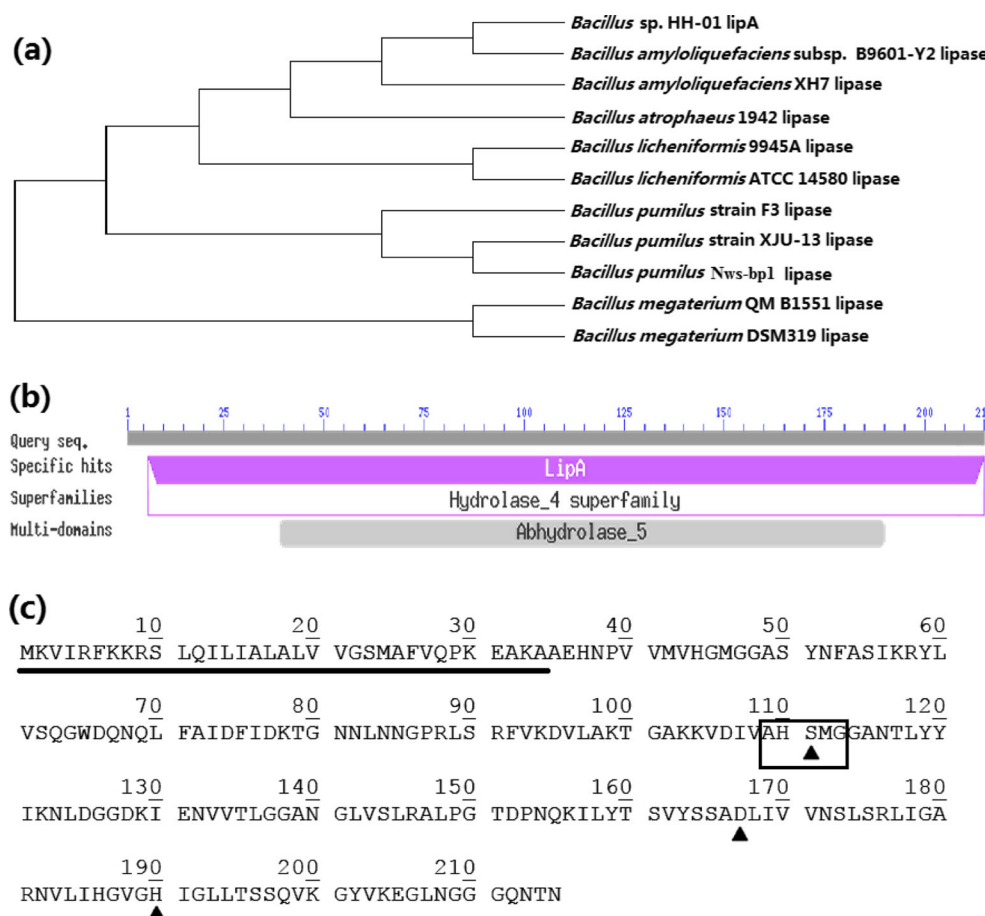 (a)
Bacillus sp. HH-01 lipA
Bacillus amyloliquefaciens subsp. B9601-Y2 lipase
Bacillus amyloliquefaciens XH7 lipase
Bacillus atrophaeus 1942 lipase
Bacillus licheniformis 9945A lipase
Bacillus licheniformis ATCC 14580 lipase
Bacillus pumilus strain F3 lipase
Bacillus pumilus strain XJU-13 lipase
Bacillus pumilus Nws-bp1 lipase
Bacillus megaterium QM B1551 lipase
Bacillus megaterium DSM319 lipase
(b)
1 25 50 75 100 125 150 175 200 215
Query seq.
Specific hits LipA
Superfamilies Hydrolase_4 superfamily
Multi-domains Abhydrolase_5
(c)
10 20 30 40 50 60
MKVIRFKKRS LQILIALALV VGSMAFVQPK EAKAAEHNPV VMVHGMGGAS YNFASIKRYL
70 80 90 100 110 120
VSQGWDQNQL FAIDFIDKTG NNLNNGPRLS RFVKDVLAKT GAKKVDIVAH SMGGANTLYY
130 140 150 160 170 180
IKNLDGGDKI ENVVTLGGAN GLVSLRALPG TDPNQKILYT SVYSSADLIV VNSLSRLIGA
190 200 210
RNVLIHGVGH IGLLTSSQVK GYVKEGLNGG GQNTN